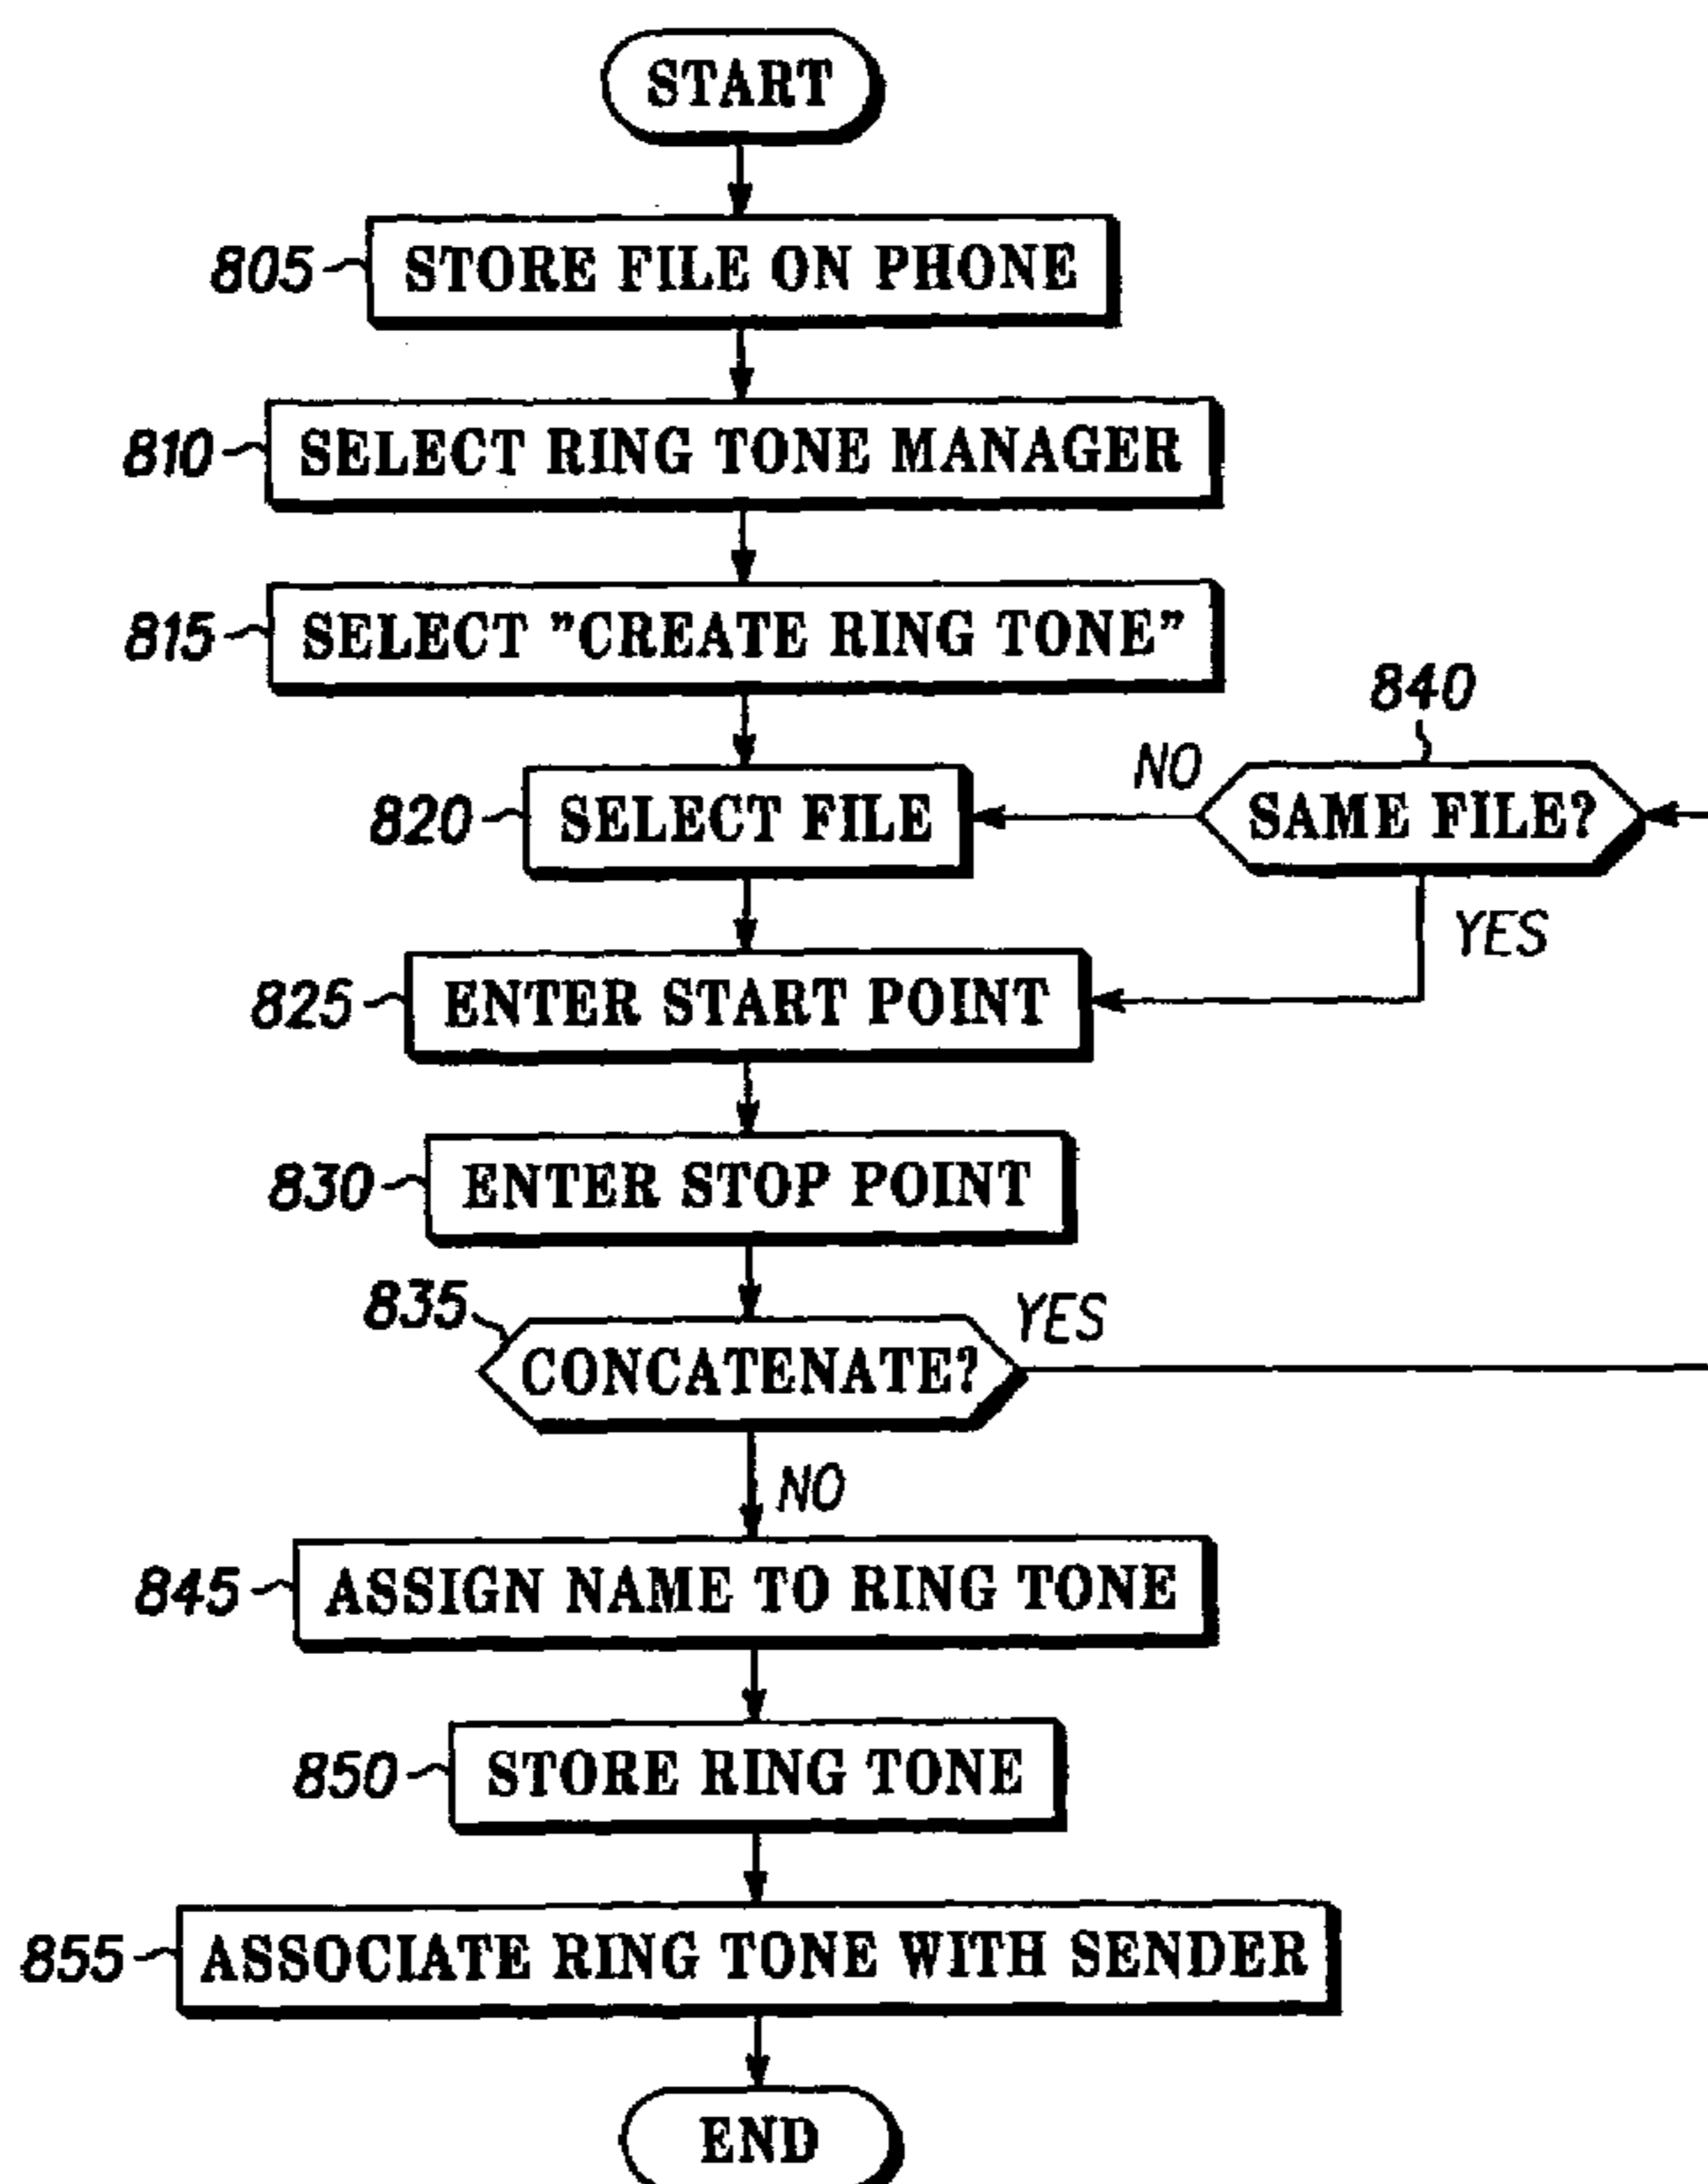 START
805 STORE FILE ON PHONE
810 SELECT RING TONE MANAGER
815 SELECT "CREATE RING TONE"
840
820 SELECT FILE NO SAME FILE?
YES
825 ENTER START POINT
830 ENTER STOP POINT
835 CONCATENATE? YES
NO
845 ASSIGN NAME TO RING TONE
850 STORE RING TONE
855 ASSOCIATE RING TONE WITH SENDER
END